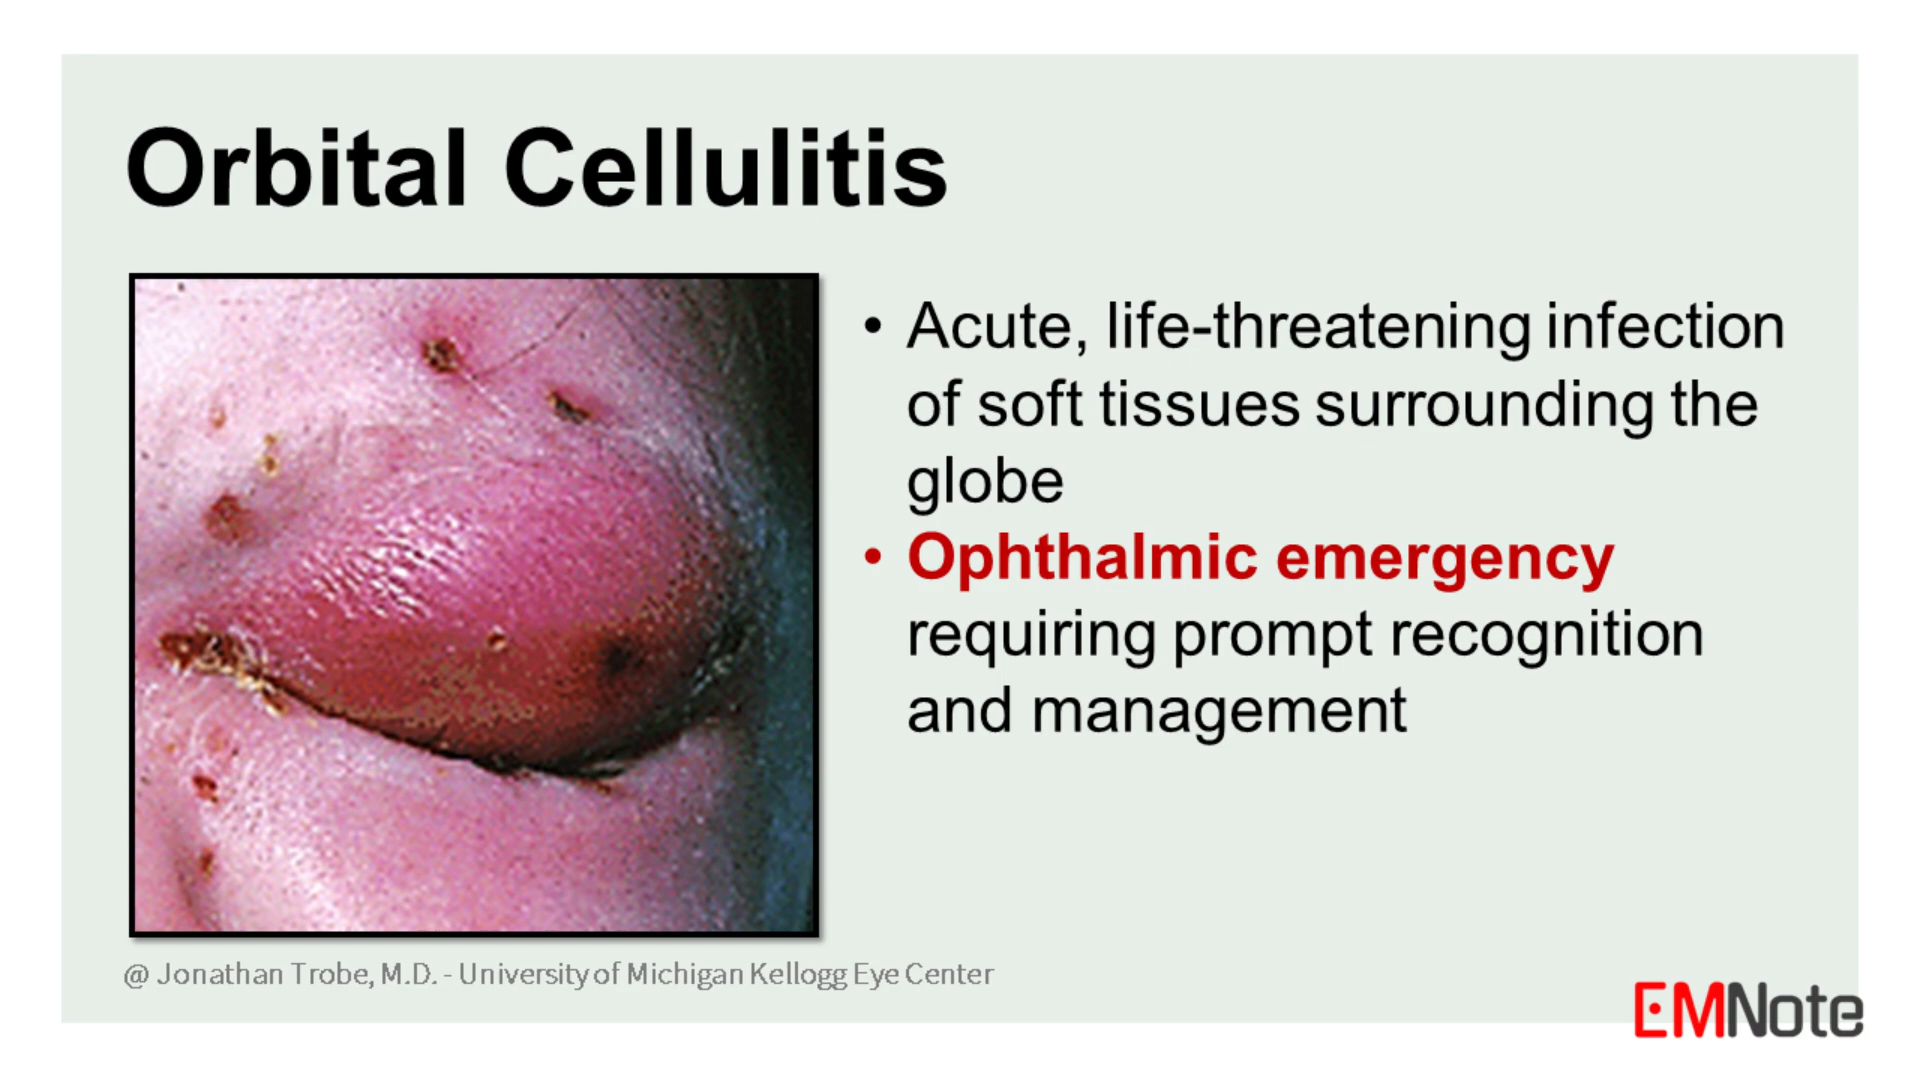 Orbital Cellulitis
• Acute, life-threatening infection
of soft tissues surrounding the
globe
• Ophthalmic emergency
requiring prompt recognition
and management
@ Jonathan Trobe, M.D. - University of Michigan Kellogg Eye Center
EMNote